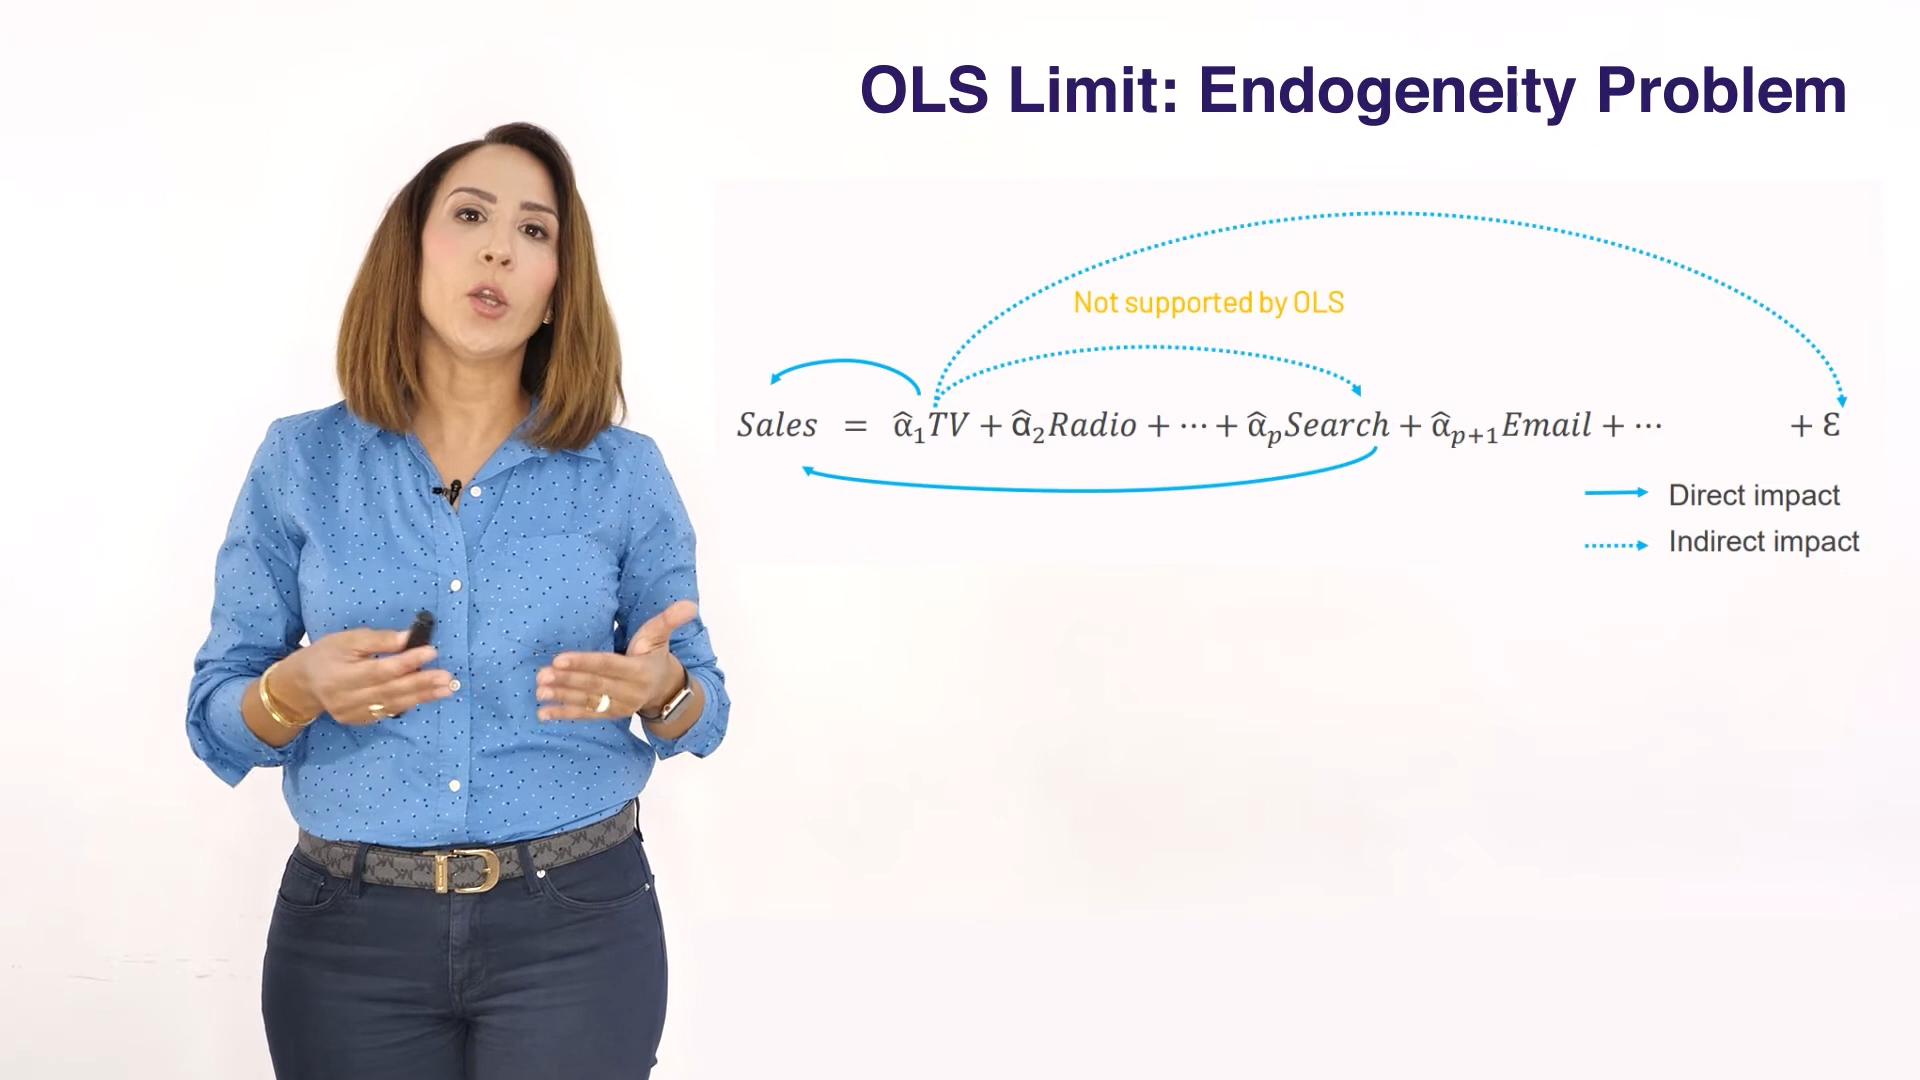 OLS Limit: Endogeneity Problem
Not supported by OLS
Sales = α̂₁TV + α̂₂Radio + ⋯ + α̂ₚSearch + α̂ₚ₊₁Email + ⋯ + Ɛ
Direct impact
Indirect impact